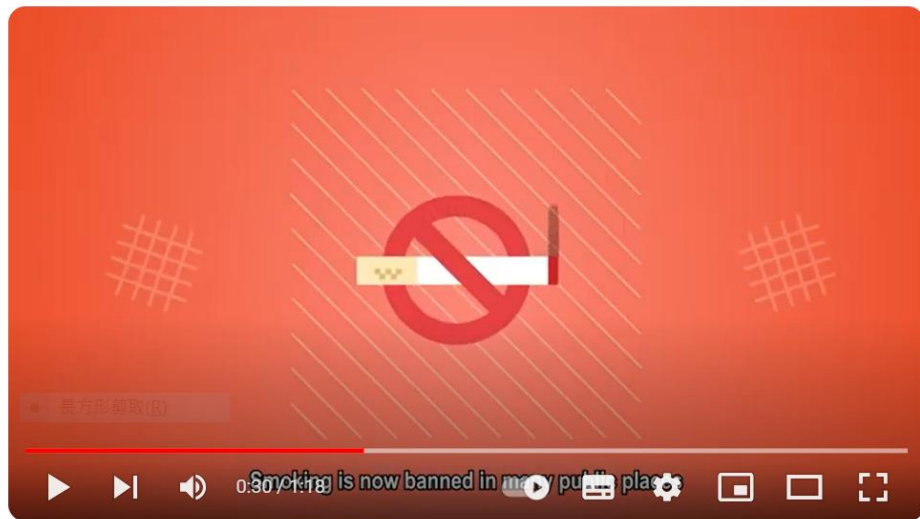 長方形剪取(R)
0:30 / 1:18
Smoking is now banned in many public places